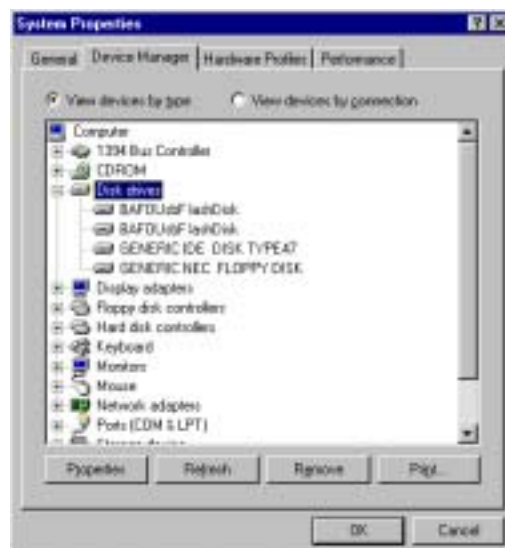 System Properties
General Device Manager Hardware Profiles Performance
View devices by type View devices by connection
Computer
1394 Bus Controller
CDROM
Disk drives
BAFOUsbFlashDisk
BAFOUsbFlashDisk
GENERIC IDE DISK TYPE47
GENERIC NEC FLOPPY DISK
Display adapters
Floppy disk controllers
Hard disk controllers
Keyboard
Monitors
Mouse
Network adapters
Ports (COM & LPT)
Properties Refresh Remove Print...
OK Cancel